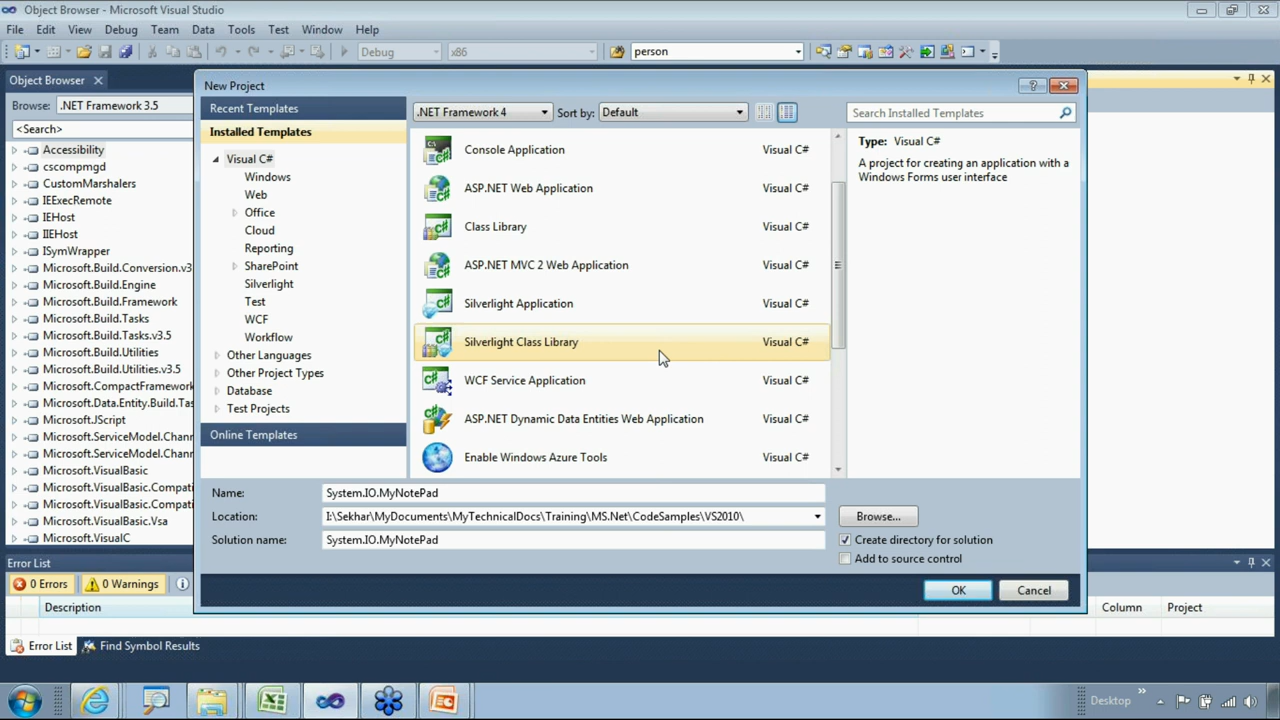 Object Browser - Microsoft Visual Studio
File Edit View Debug Team Data Tools Test Window Help
Debug x86 person
Object Browser
Browse: .NET Framework 3.5
<Search>
Accessibility
cscompmgd
CustomMarshalers
IEExecRemote
IEHost
IIEHost
ISymWrapper
Microsoft.Build.Conversion.v3
Microsoft.Build.Engine
Microsoft.Build.Framework
Microsoft.Build.Tasks
Microsoft.Build.Tasks.v3.5
Microsoft.Build.Utilities
Microsoft.Build.Utilities.v3.5
Microsoft.CompactFramework
Microsoft.Data.Entity.Build.Ta
Microsoft.JScript
Microsoft.ServiceModel.Chanr
Microsoft.ServiceModel.Chanr
Microsoft.VisualBasic
Microsoft.VisualBasic.Compati
Microsoft.VisualBasic.Compati
Microsoft.VisualBasic.Vsa
Microsoft.VisualC
New Project
Recent Templates
Installed Templates
Visual C#
Windows
Web
Office
Cloud
Reporting
SharePoint
Silverlight
Test
WCF
Workflow
Other Languages
Other Project Types
Database
Test Projects
Online Templates
.NET Framework 4 Sort by: Default
Console Application Visual C#
ASP.NET Web Application Visual C#
Class Library Visual C#
ASP.NET MVC 2 Web Application Visual C#
Silverlight Application Visual C#
Silverlight Class Library Visual C#
WCF Service Application Visual C#
ASP.NET Dynamic Data Entities Web Application Visual C#
Enable Windows Azure Tools Visual C#
Search Installed Templates
Type: Visual C#
A project for creating an application with a
Windows Forms user interface
Name: System.IO.MyNotePad
Location: I:\Sekhar\MyDocuments\MyTechnicalDocs\Training\MS.Net\CodeSamples\VS2010\ Browse...
Solution name: System.IO.MyNotePad
Create directory for solution
Add to source control
OK Cancel
Error List
0 Errors 0 Warnings
Description Column Project
Error List Find Symbol Results
Desktop